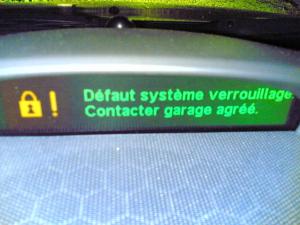 Défaut système verrouillage.
Contacter garage agréé.